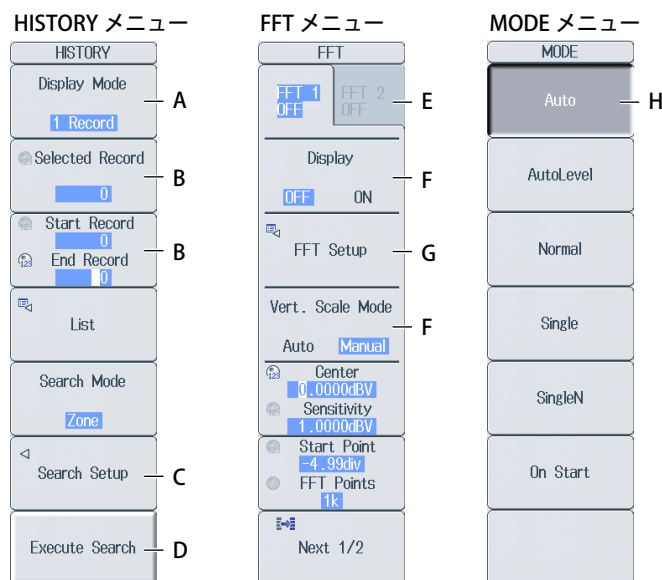 HISTORY メニュー
HISTORY
Display Mode
1 Record
A
Selected Record
0
B
Start Record
0
End Record
0
B
List
Search Mode
Zone
Search Setup
C
Execute Search
D
FFT メニュー
FFT
FFT 1
OFF
FFT 2
OFF
E
Display
OFF ON
F
FFT Setup
G
Vert. Scale Mode
Auto Manual
F
123
Center
0.0000dBV
Sensitivity
1.0000dBV
Start Point
-4.99div
FFT Points
1k
Next 1/2
MODE メニュー
MODE
Auto
H
AutoLevel
Normal
Single
SingleN
On Start